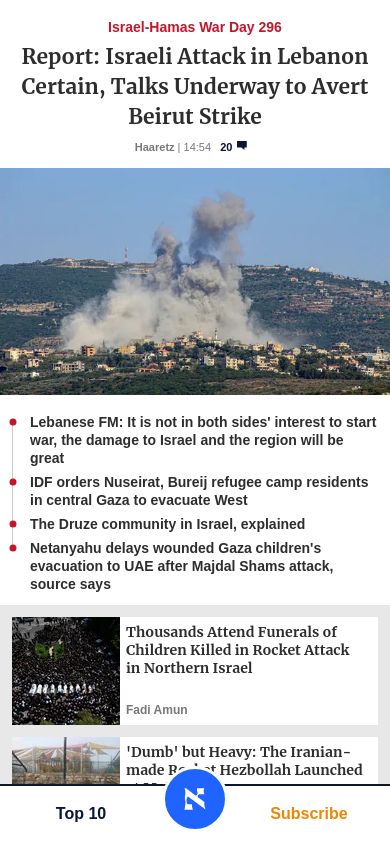 Israel-Hamas War Day 296
Report: Israeli Attack in Lebanon
Certain, Talks Underway to Avert
Beirut Strike
Haaretz | 14:54 20
Lebanese FM: It is not in both sides' interest to start
war, the damage to Israel and the region will be
great
IDF orders Nuseirat, Bureij refugee camp residents
in central Gaza to evacuate West
The Druze community in Israel, explained
Netanyahu delays wounded Gaza children's
evacuation to UAE after Majdal Shams attack,
source says
Thousands Attend Funerals of
Children Killed in Rocket Attack
in Northern Israel
Fadi Amun
'Dumb' but Heavy: The Iranian-
made Rocket Hezbollah Launched
Top 10
Subscribe